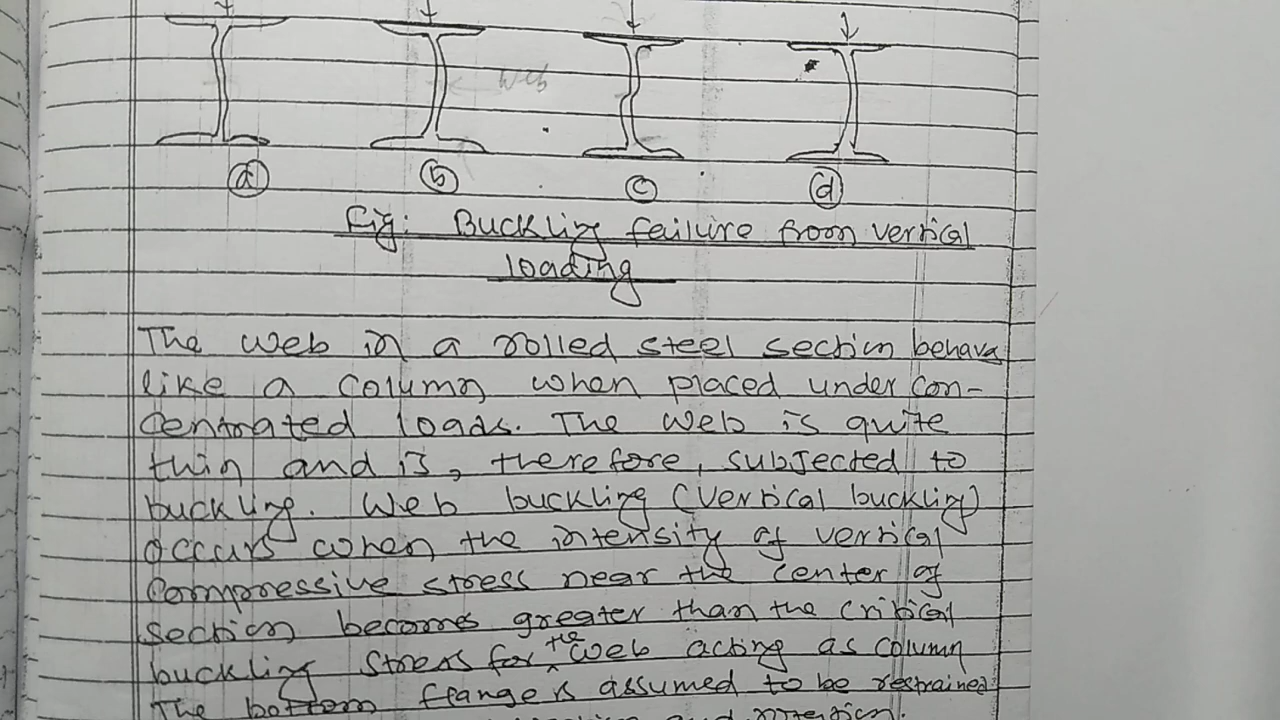 web
a b c d
Fig: Buckling failure from vertical
loading
The web in a rolled steel section behave
like a column when placed under con-
centrated loads. The web is quite
thin and is, therefore, subjected to
buckling. Web buckling (vertical buckling)
occurs when the intensity of vertical
compressive stress near the center of
section becomes greater than the critical
buckling stress for the web acting as column
The bottom flange is assumed to be restrained
and rotation.